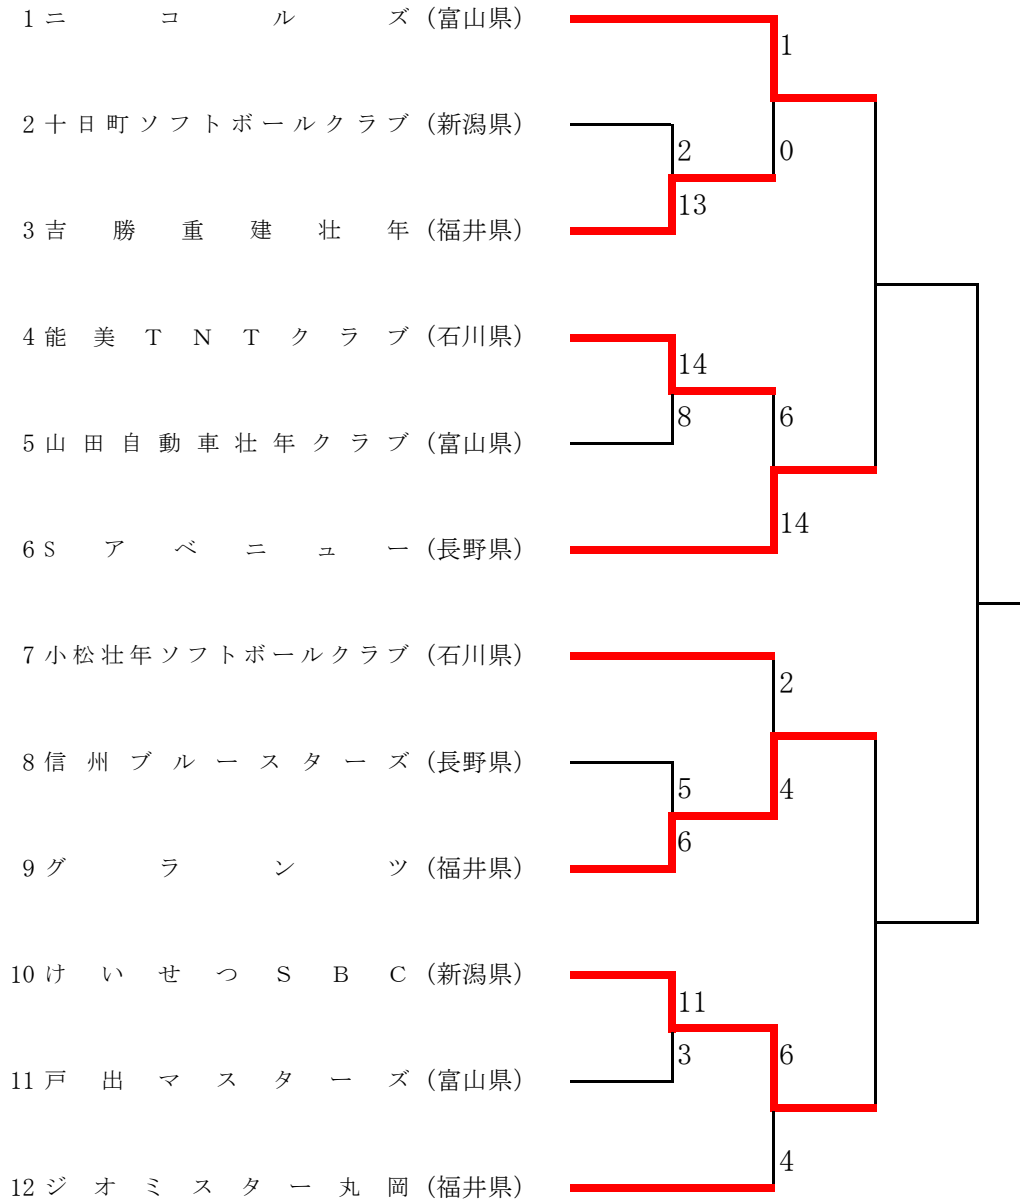 1 ニコルズ (富山県)
1
2 十日町ソフトボールクラブ (新潟県)
2
0
13
3 吉勝重建壮年 (福井県)
4 能美TNTクラブ (石川県)
14
8
6
5 山田自動車壮年クラブ (富山県)
14
6 Sアベニュー (長野県)
7 小松壮年ソフトボールクラブ (石川県)
2
8 信州ブルースターズ (長野県)
5
4
6
9 グランツ (福井県)
10 けいせつSBC (新潟県)
11
3
6
11 戸出マスターズ (富山県)
4
12 ジオミスター丸岡 (福井県)